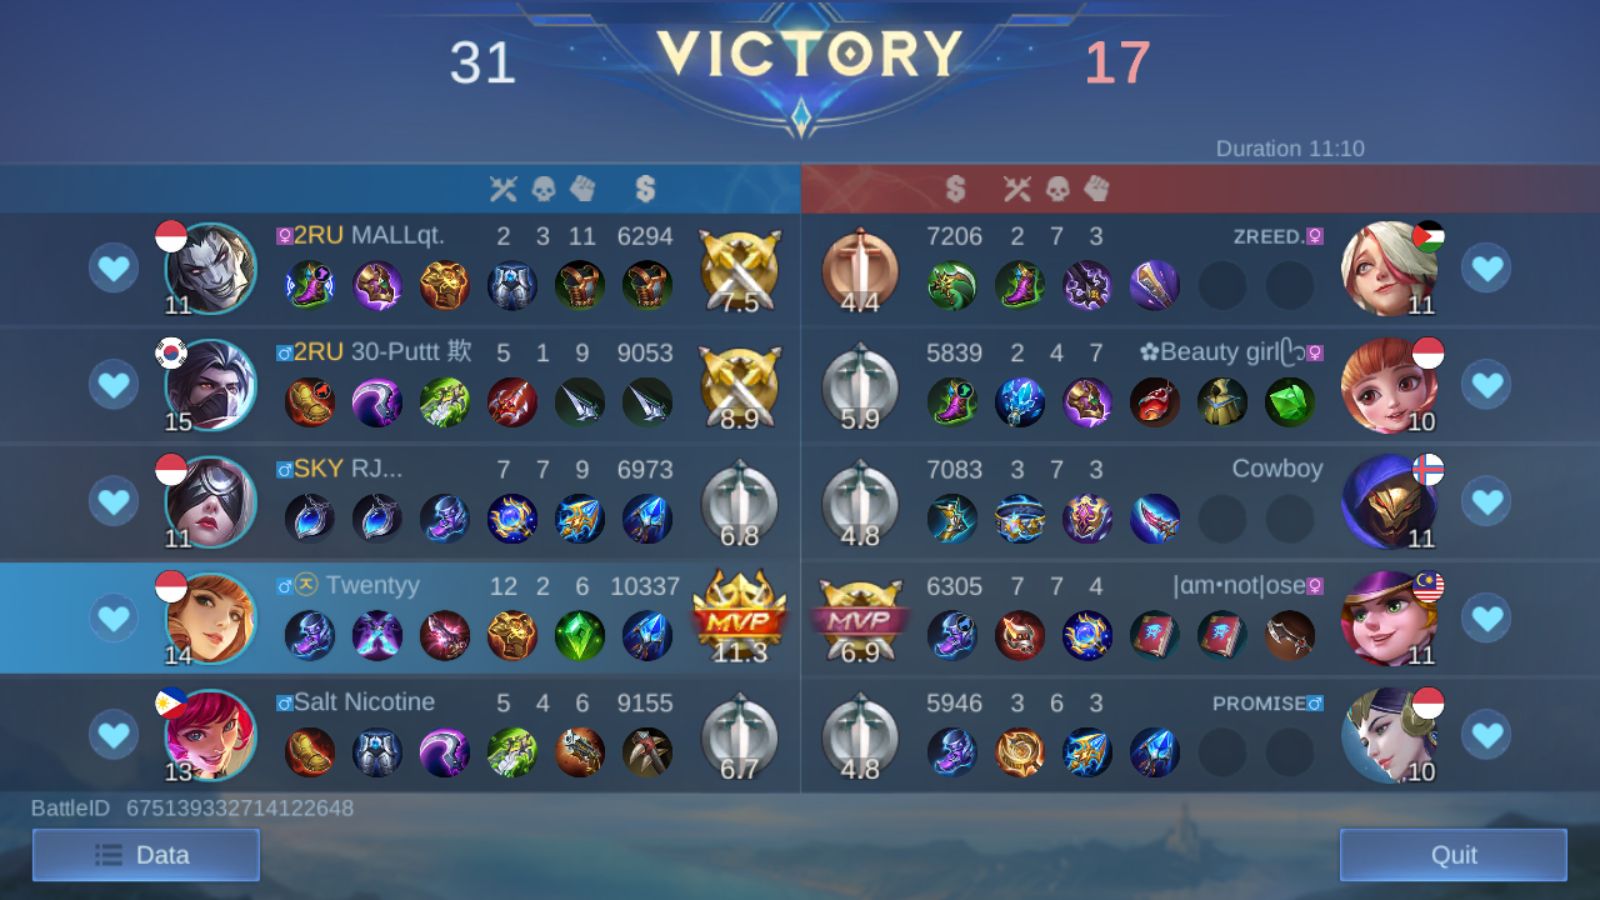 31 VICTORY 17
Duration 11:10
2RU MALLqt. 2 3 11 6294
11 7.5
7206 2 7 3 ZREED.
4.4 11
2RU 30-Puttt 欺 5 1 9 9053
15 8.9
5839 2 4 7 ✿Beauty girl
5.9 10
SKY RJ... 7 7 9 6973
11 6.8
7083 3 7 3 Cowboy
4.8 11
㉨ Twentyy 12 2 6 10337
14 MVP 11.3
6305 7 7 4 |ɑm•not|ose
MVP 6.9 11
Salt Nicotine 5 4 6 9155
13 6.7
5946 3 6 3 PROMISE
4.8 10
BattleID 675139332714122648
Data
Quit